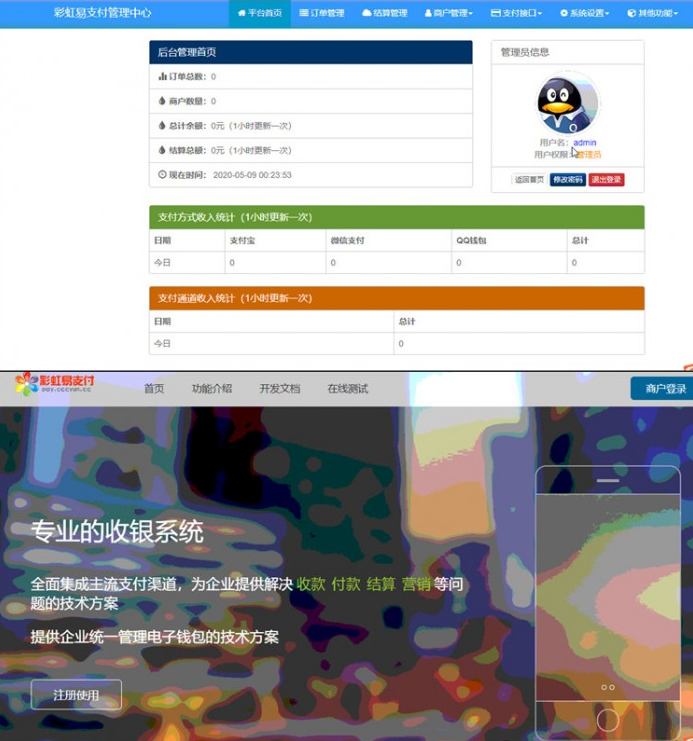 彩虹易支付管理中心
平台首页 订单管理 结算管理 商户管理 支付接口 系统设置 其他功能
后台管理首页
订单总数：0
商户数量：0
总计余额：0元（1小时更新一次）
结算总额：0元（1小时更新一次）
现在时间： 2020-05-09 00:23:53
管理员信息
用户名：admin
用户权限：管理员
返回首页 修改密码 退出登录
支付方式收入统计（1小时更新一次）
日期 支付宝 微信支付 QQ钱包 总计
今日 0 0 0 0
支付通道收入统计（1小时更新一次）
日期 总计
今日 0
彩虹易支付
首页 功能介绍 开发文档 在线测试 商户登录
专业的收银系统
全面集成主流支付渠道，为企业提供解决 收款 付款 结算 营销 等问
题的技术方案
提供企业统一管理电子钱包的技术方案
注册使用